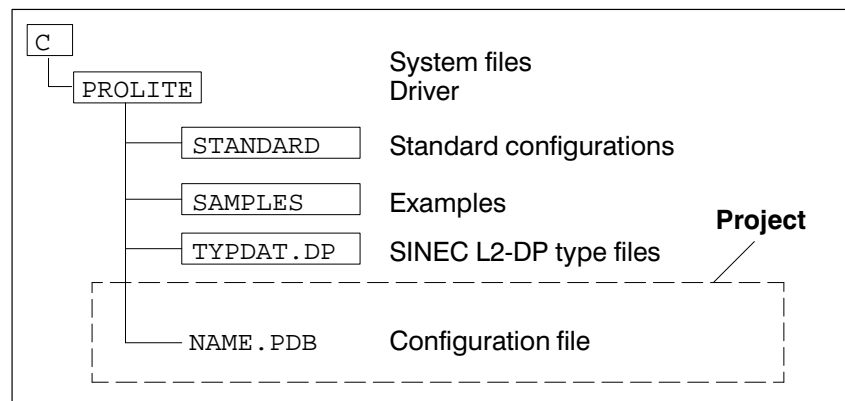 C
System files
PROLITE Driver
STANDARD Standard configurations
SAMPLES Examples
Project
TYPDAT.DP SINEC L2-DP type files
NAME.PDB Configuration file